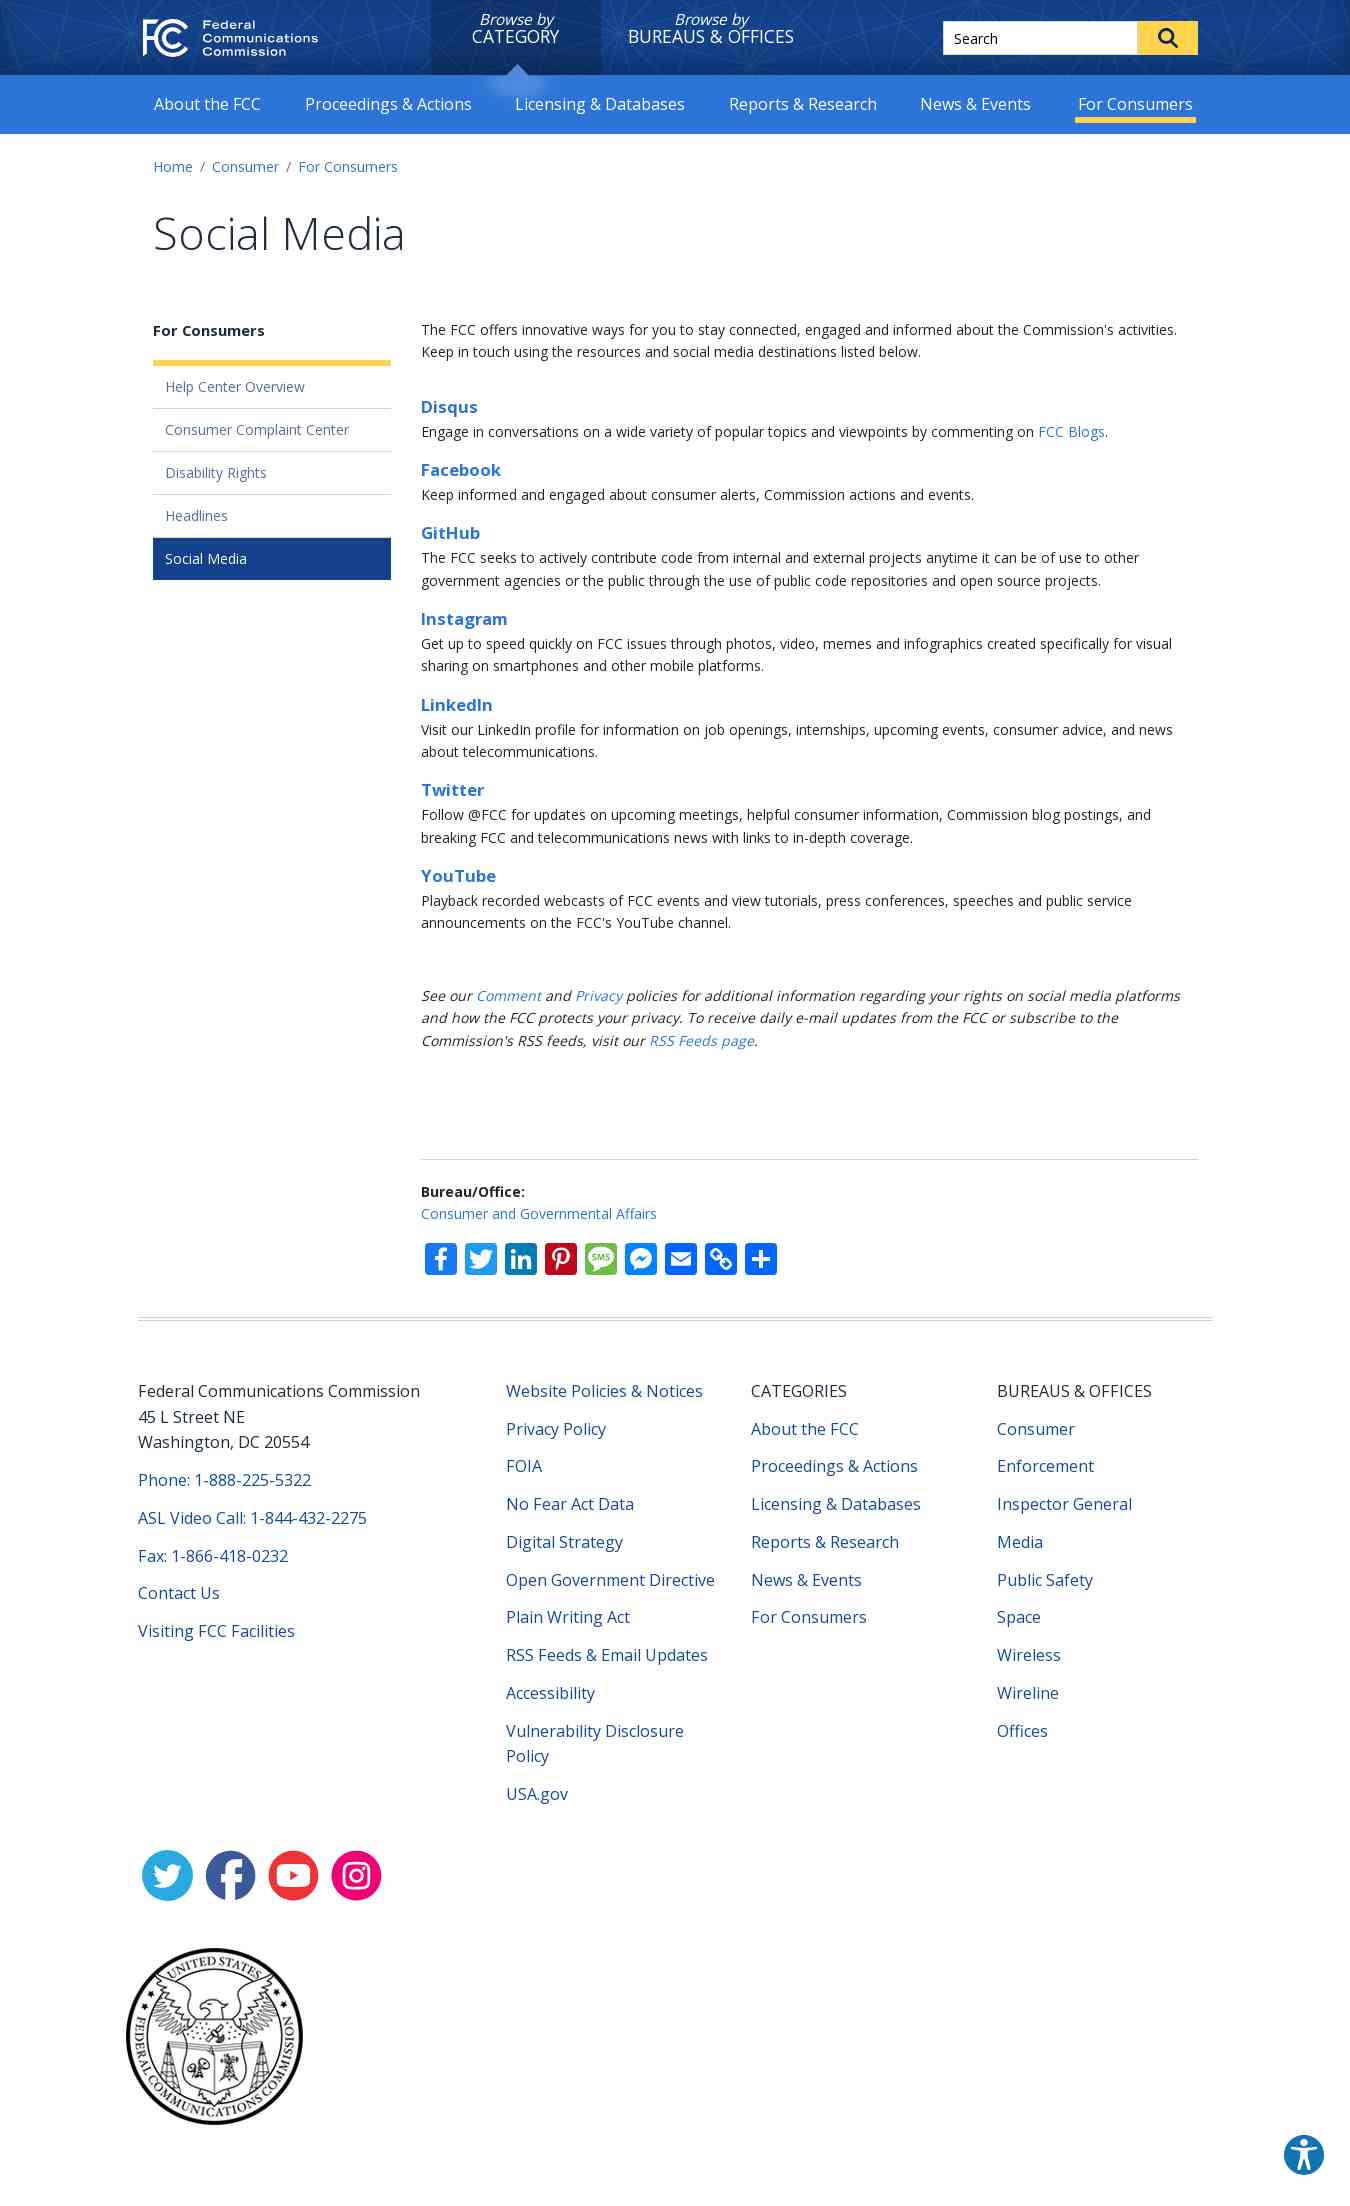 Federal
Communications
Commission
Browse by
CATEGORY
Browse by
BUREAUS & OFFICES
Search
About the FCC
Proceedings & Actions
Licensing & Databases
Reports & Research
News & Events
For Consumers
Home / Consumer / For Consumers
Social Media
For Consumers
Help Center Overview
Consumer Complaint Center
Disability Rights
Headlines
Social Media
The FCC offers innovative ways for you to stay connected, engaged and informed about the Commission's activities.
Keep in touch using the resources and social media destinations listed below.
Disqus
Engage in conversations on a wide variety of popular topics and viewpoints by commenting on FCC Blogs.
Facebook
Keep informed and engaged about consumer alerts, Commission actions and events.
GitHub
The FCC seeks to actively contribute code from internal and external projects anytime it can be of use to other
government agencies or the public through the use of public code repositories and open source projects.
Instagram
Get up to speed quickly on FCC issues through photos, video, memes and infographics created specifically for visual
sharing on smartphones and other mobile platforms.
LinkedIn
Visit our LinkedIn profile for information on job openings, internships, upcoming events, consumer advice, and news
about telecommunications.
Twitter
Follow @FCC for updates on upcoming meetings, helpful consumer information, Commission blog postings, and
breaking FCC and telecommunications news with links to in-depth coverage.
YouTube
Playback recorded webcasts of FCC events and view tutorials, press conferences, speeches and public service
announcements on the FCC's YouTube channel.
See our Comment and Privacy policies for additional information regarding your rights on social media platforms
and how the FCC protects your privacy. To receive daily e-mail updates from the FCC or subscribe to the
Commission's RSS feeds, visit our RSS Feeds page.
Bureau/Office:
Consumer and Governmental Affairs
SMS
Federal Communications Commission
45 L Street NE
Washington, DC 20554
Phone: 1-888-225-5322
ASL Video Call: 1-844-432-2275
Fax: 1-866-418-0232
Contact Us
Visiting FCC Facilities
Website Policies & Notices
Privacy Policy
FOIA
No Fear Act Data
Digital Strategy
Open Government Directive
Plain Writing Act
RSS Feeds & Email Updates
Accessibility
Vulnerability Disclosure
Policy
USA.gov
CATEGORIES
About the FCC
Proceedings & Actions
Licensing & Databases
Reports & Research
News & Events
For Consumers
BUREAUS & OFFICES
Consumer
Enforcement
Inspector General
Media
Public Safety
Space
Wireless
Wireline
Offices
UNITED STATES
FEDERAL COMMUNICATIONS COMMISSION